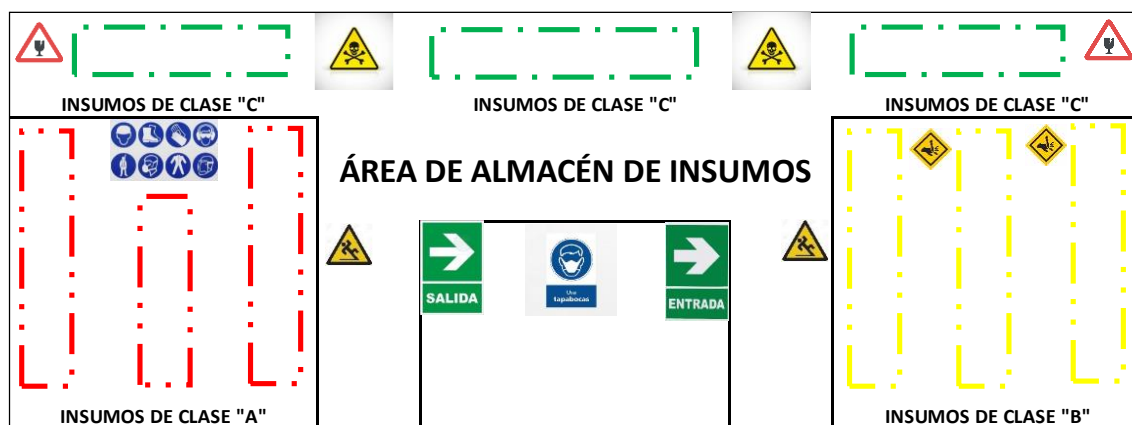 INSUMOS DE CLASE "C"
INSUMOS DE CLASE "C"
INSUMOS DE CLASE "C"
ÁREA DE ALMACÉN DE INSUMOS
SALIDA
Uso
tapabocas
ENTRADA
INSUMOS DE CLASE "A"
INSUMOS DE CLASE "B"